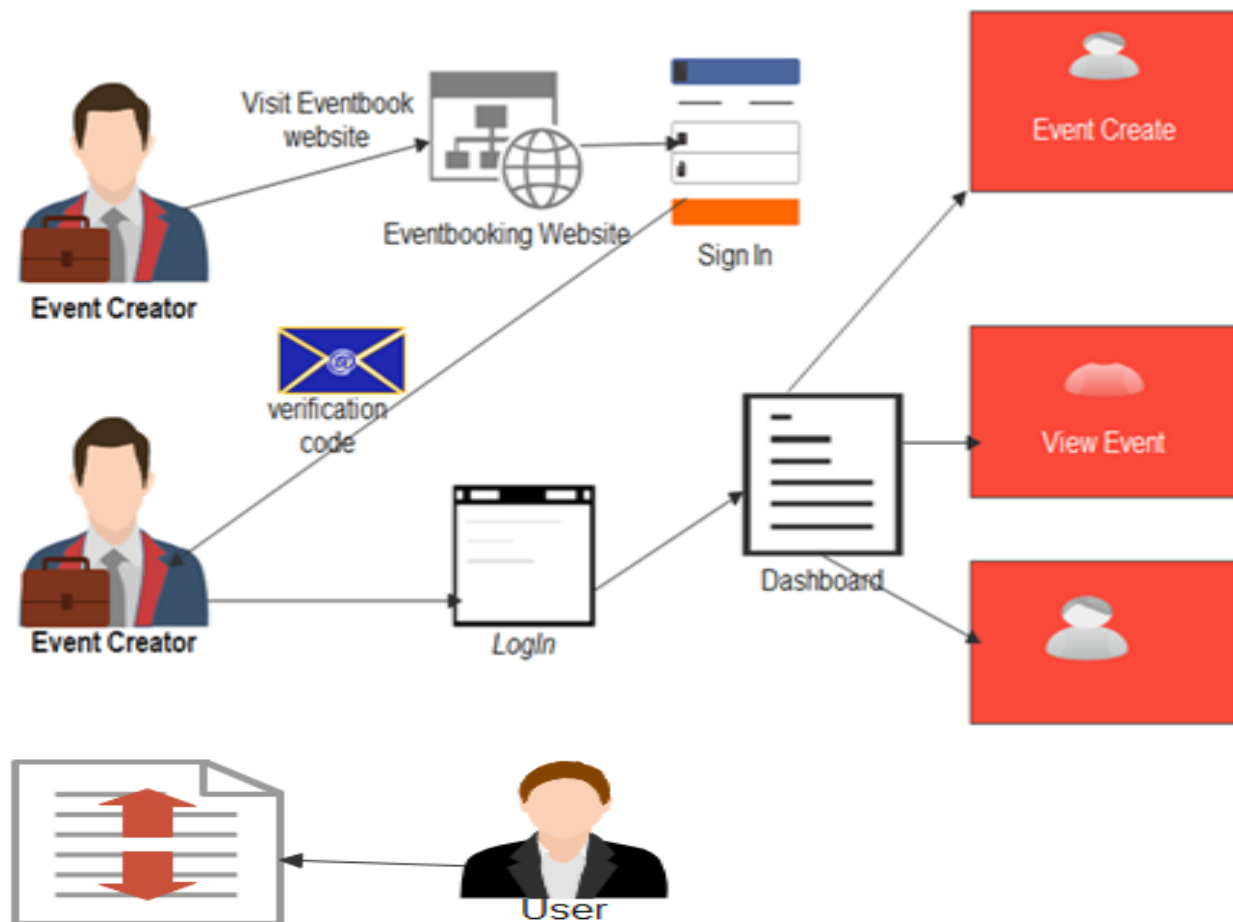 Visit Eventbook
website
Event Create
Eventbooking Website
Sign In
Event Creator
@
verification
code
View Event
Dashboard
Event Creator
LogIn
User